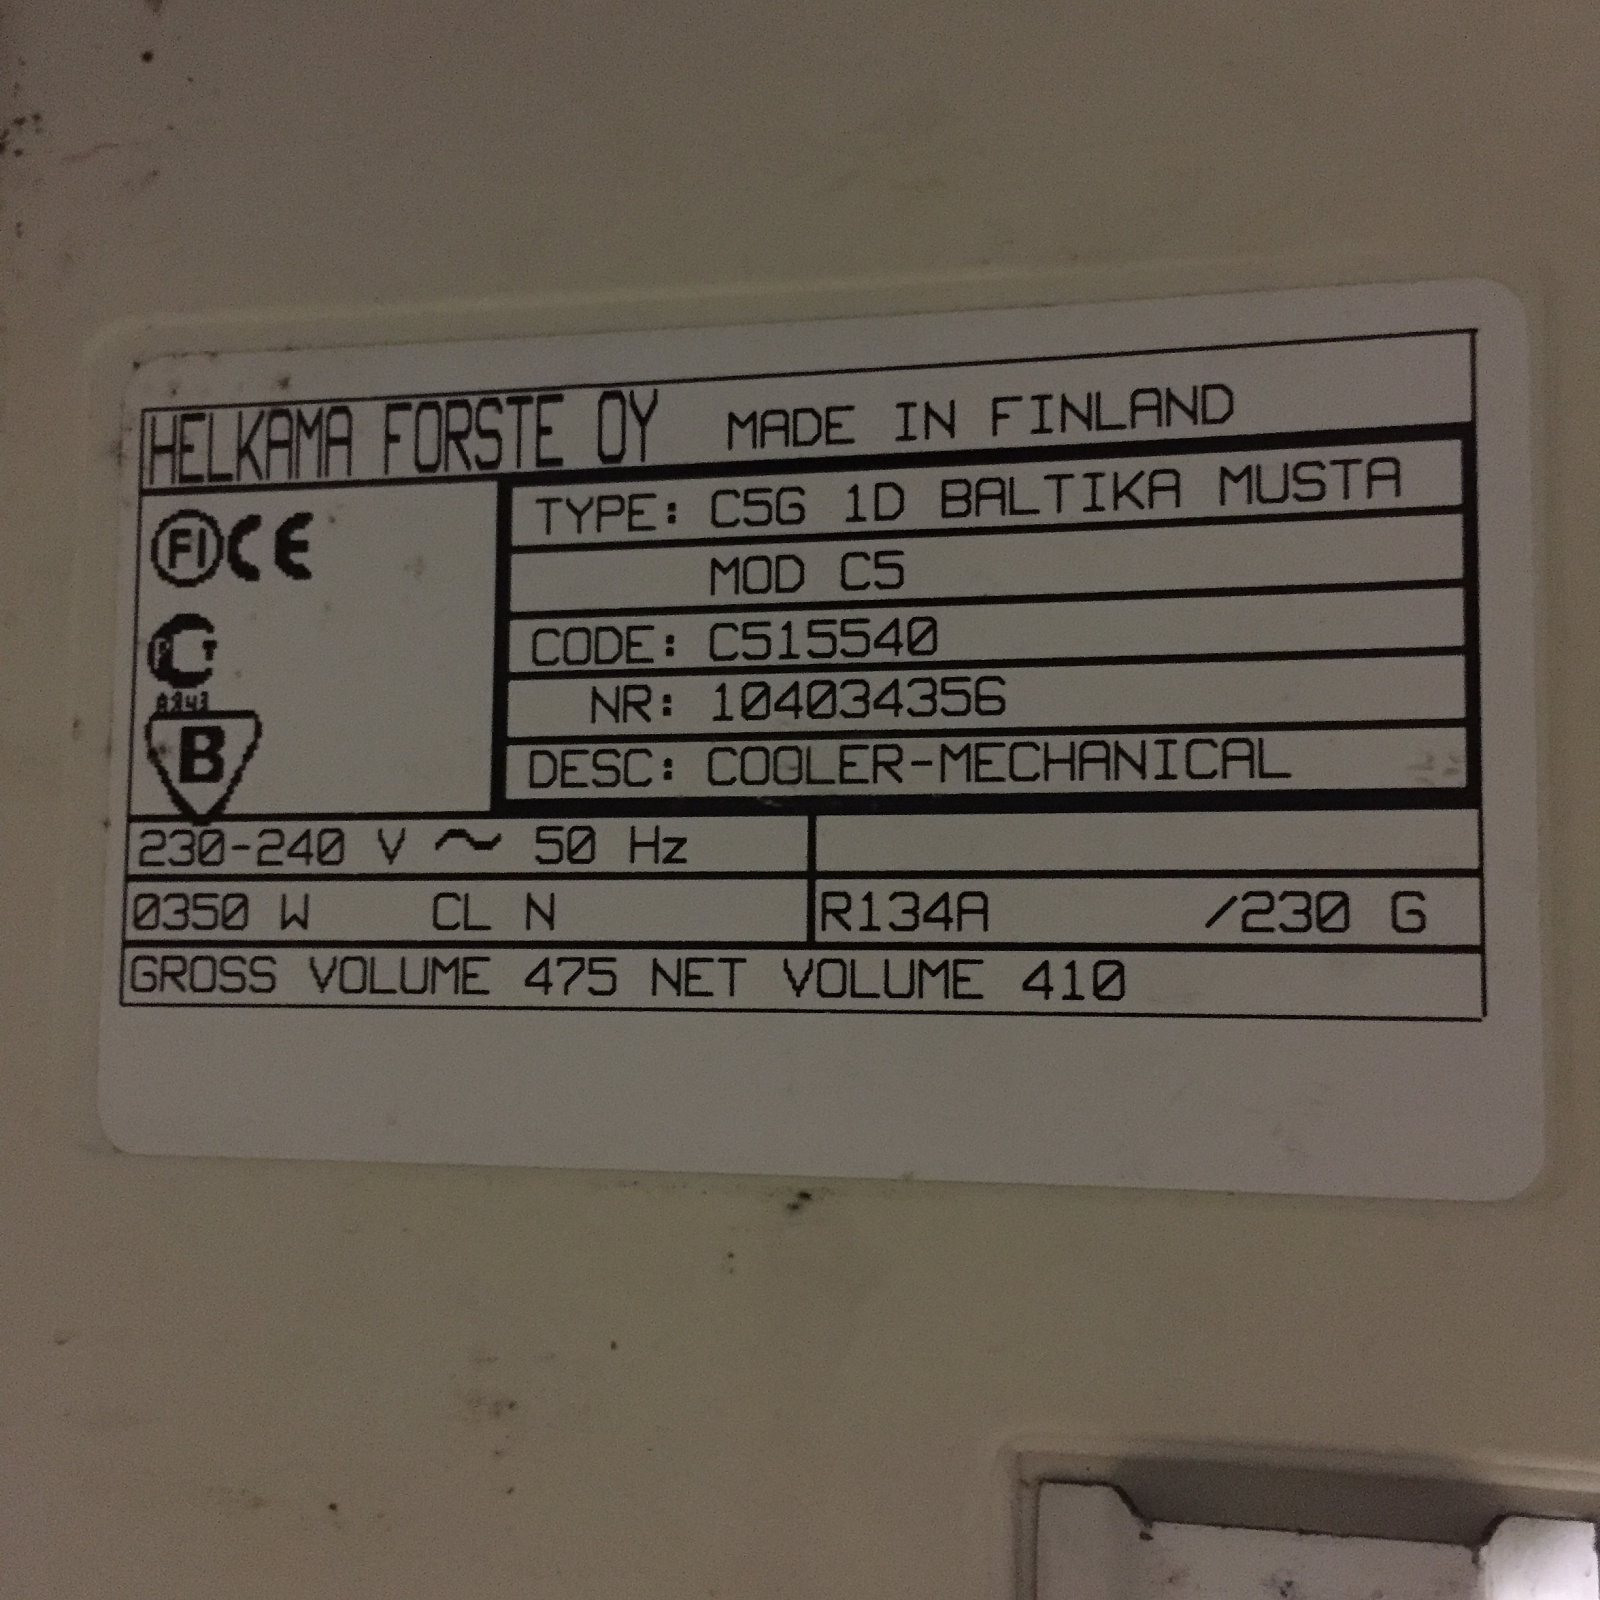 HELKAMA FORSTE OY MADE IN FINLAND
TYPE: C5G 1D BALTIKA MUSTA
MOD C5
CODE: C515540
NR: 104034356
DESC: COOLER-MECHANICAL
FI CE
B
230-240 V ~ 50 Hz
0350 W CL N
R134A /230 G
GROSS VOLUME 475 NET VOLUME 410